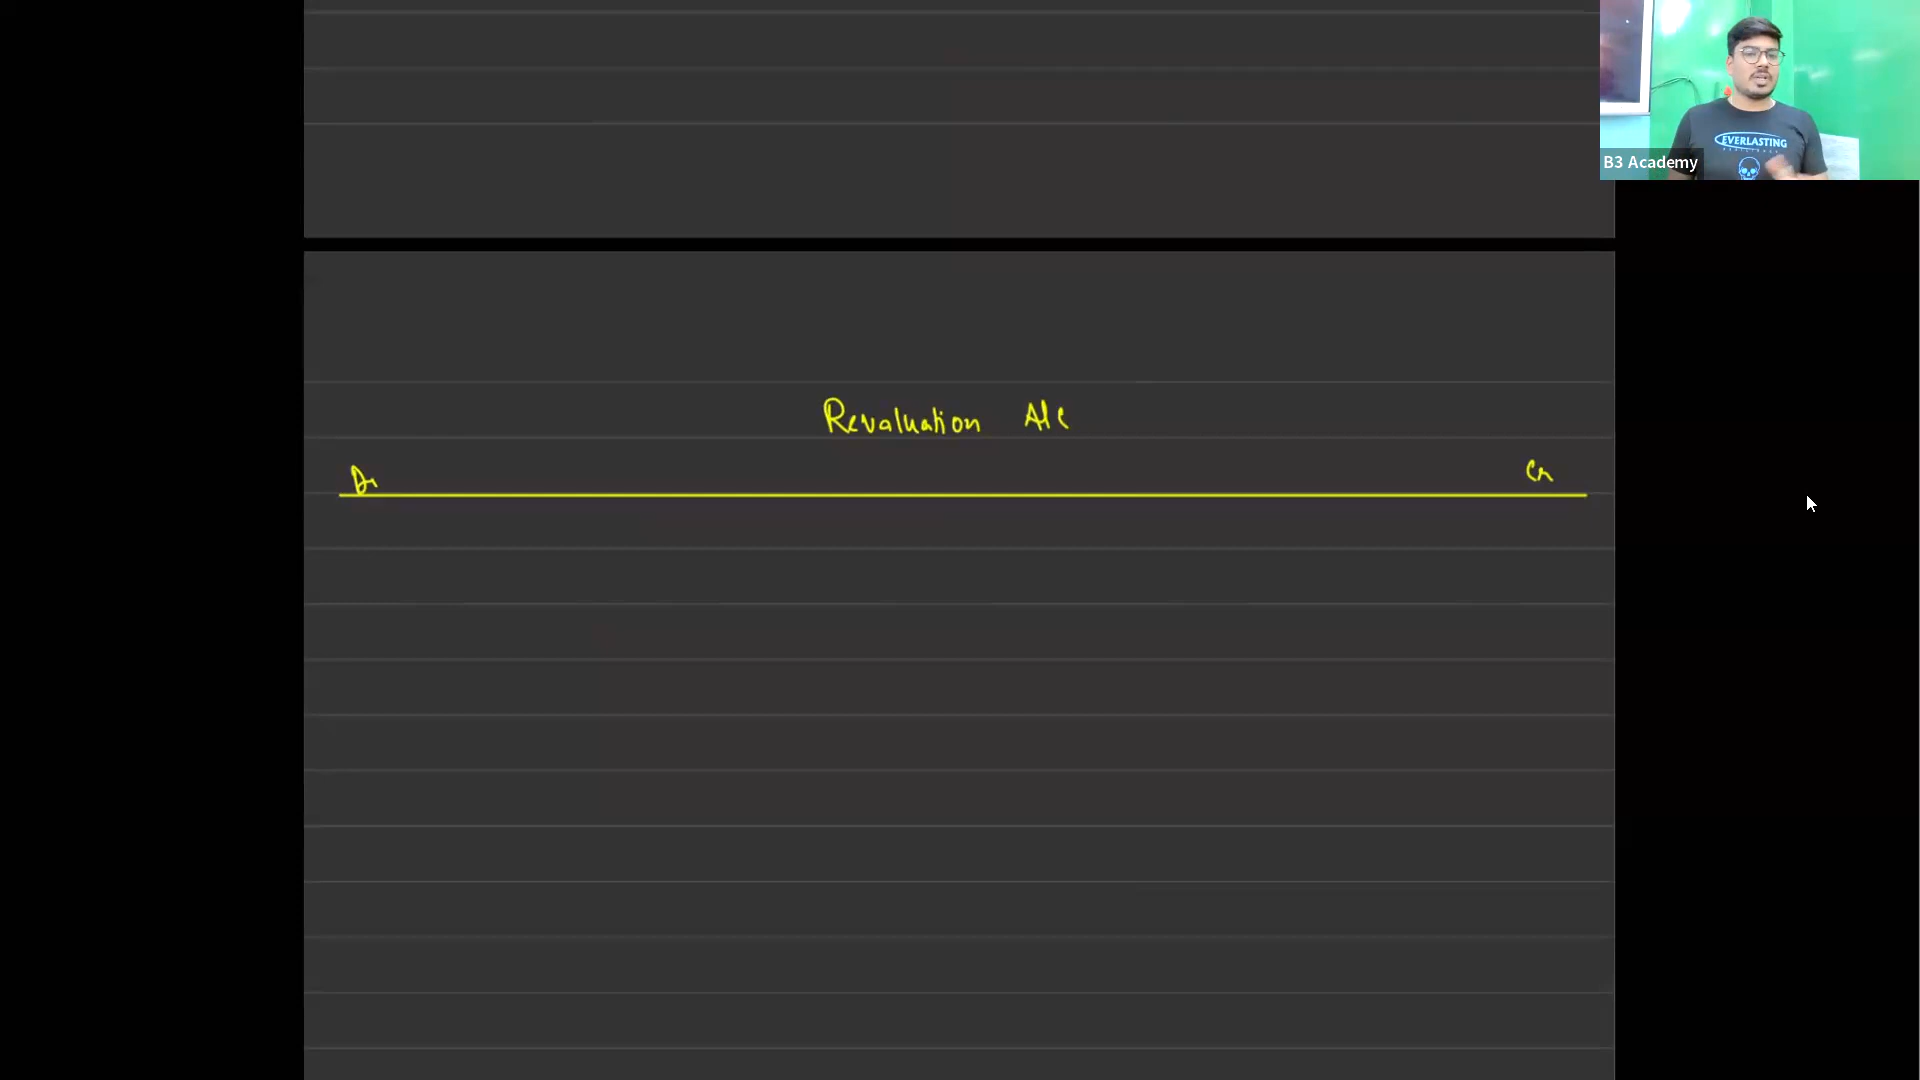 EVERLASTING
B3 Academy
Revaluation A/c
Dr
Cr